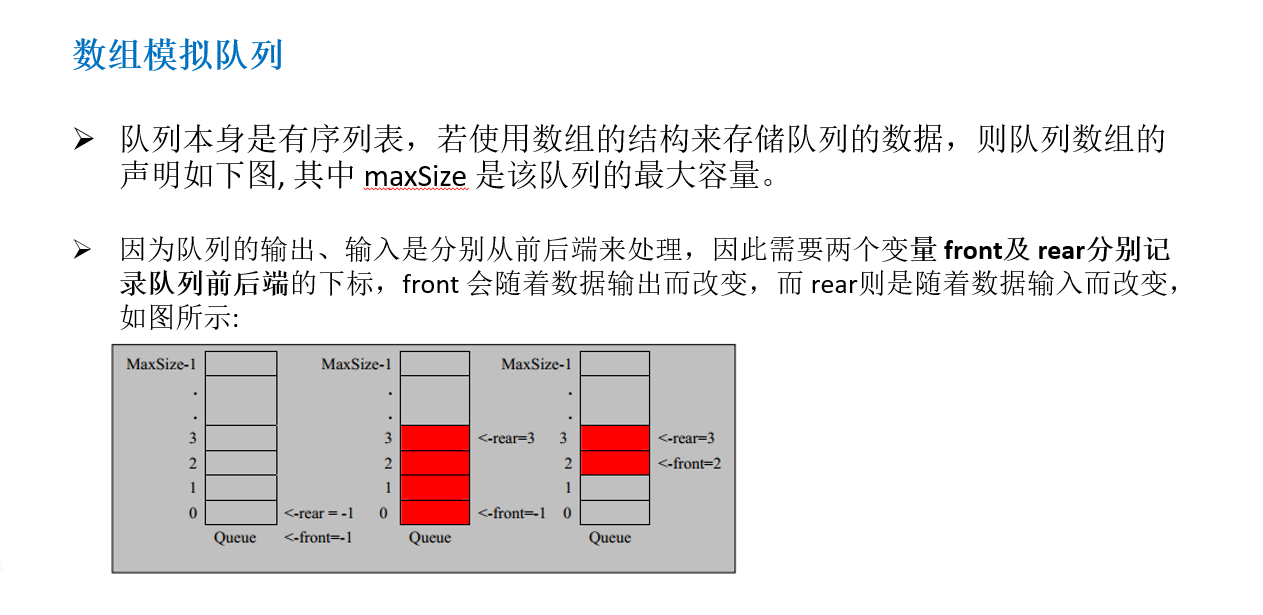 数组模拟队列
➢ 队列本身是有序列表，若使用数组的结构来存储队列的数据，则队列数组的
声明如下图, 其中 maxSize 是该队列的最大容量。
➢ 因为队列的输出、输入是分别从前后端来处理，因此需要两个变量 front及 rear分别记
录队列前后端的下标，front 会随着数据输出而改变，而 rear则是随着数据输入而改变，
如图所示:
MaxSize-1 MaxSize-1 MaxSize-1
. . .
. . .
3 3 <-rear=3 3 <-rear=3
2 2 2 <-front=2
1 1 1
0 <-rear = -1 0 <-front=-1 0
Queue <-front=-1 Queue Queue